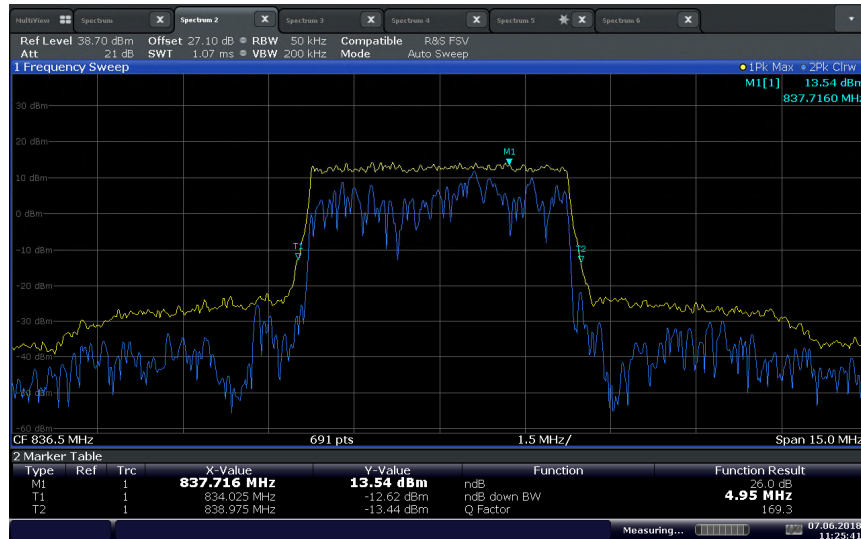 MultiView Spectrum X Spectrum 2 X Spectrum 3 X Spectrum 4 X Spectrum 5 X Spectrum 6 X
Ref Level 38.70 dBm Offset 27.10 dB RBW 50 kHz Compatible R&S FSV
Att 21 dB SWT 1.07 ms VBW 200 kHz Mode Auto Sweep
1 Frequency Sweep 1Pk Max 2Pk Clrw
M1[1] 13.54 dBm
837.7160 MHz
30 dBm
20 dBm
M1
10 dBm
0 dBm
T1 T2
-10 dBm
-20 dBm
-30 dBm
-40 dBm
-60 dBm
CF 836.5 MHz 691 pts 1.5 MHz/ Span 15.0 MHz
2 Marker Table
Type Ref Trc X-Value Y-Value Function Function Result
M1 1 837.716 MHz 13.54 dBm ndB 26.0 dB
T1 1 834.025 MHz -12.62 dBm ndB down BW 4.95 MHz
T2 1 838.975 MHz -13.44 dBm Q Factor 169.3
Measuring... 07.06.2018
11:25:41